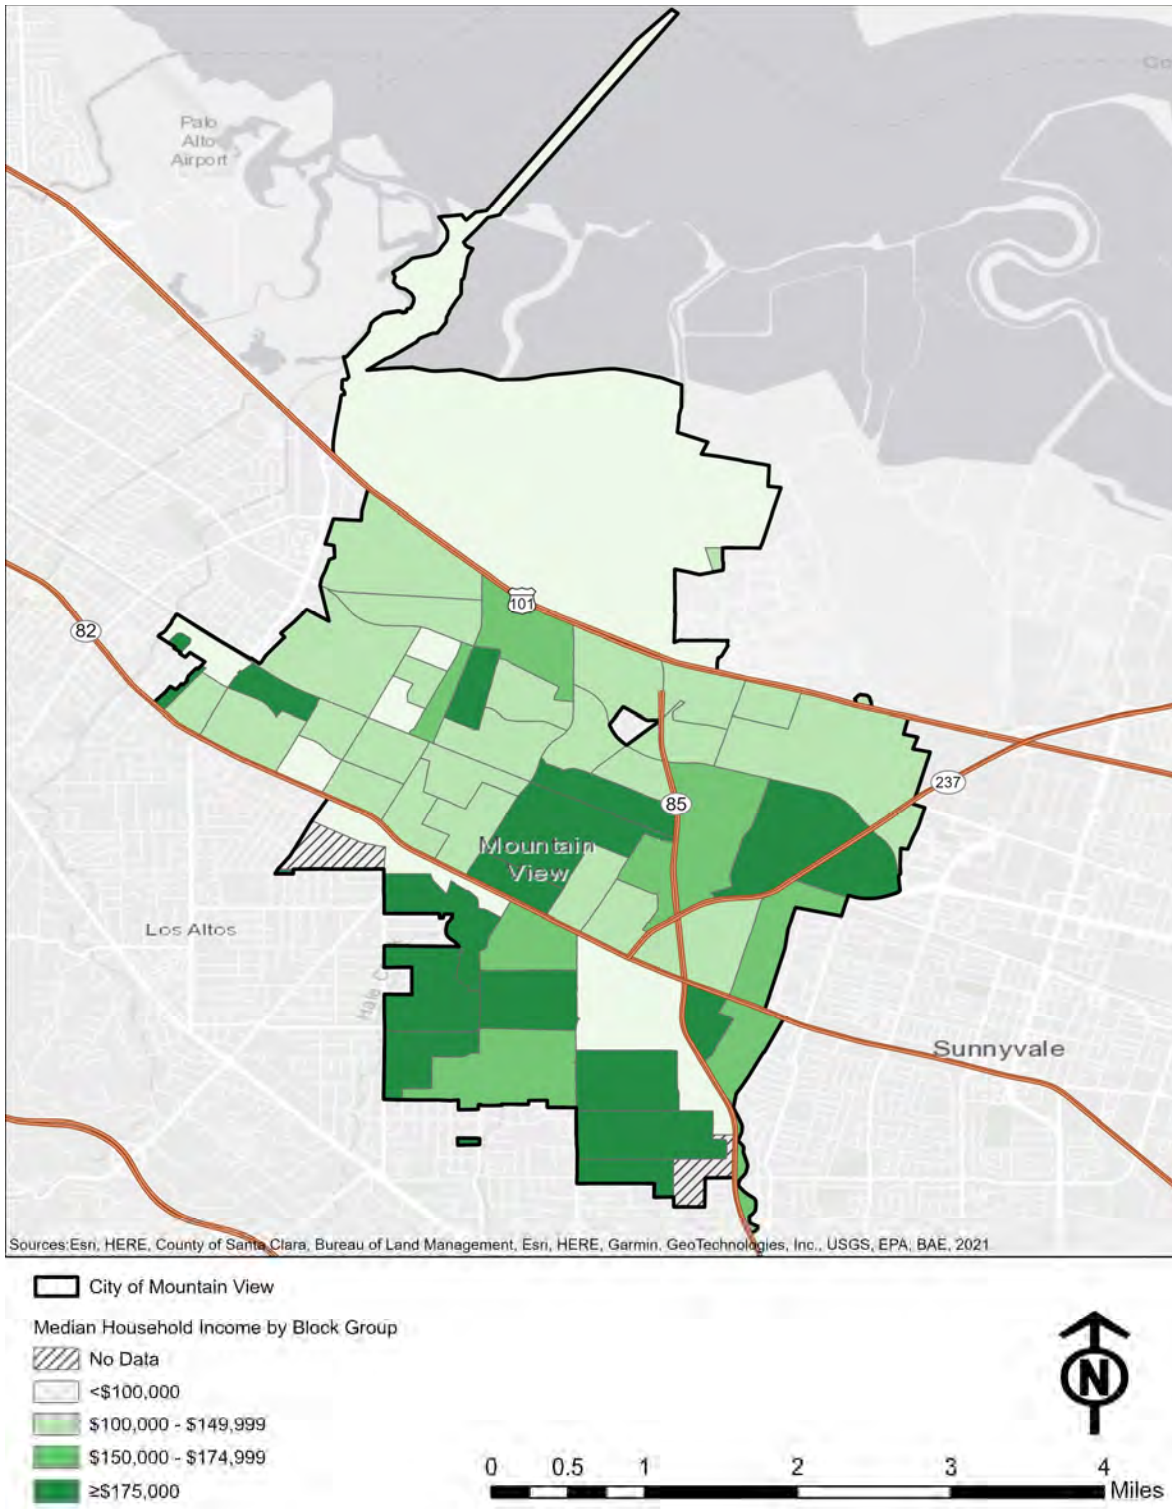 Palo
Alto
Airport
101
82
237
85
Mountain
View
Los Altos
Sunnyvale
Sources:Esri, HERE, County of Santa Clara, Bureau of Land Management, Esri, HERE, Garmin, GeoTechnologies, Inc., USGS, EPA, BAE, 2021
City of Mountain View
Median Household Income by Block Group
No Data
<$100,000
$100,000 - $149,999
$150,000 - $174,999
≥$175,000
N
0 0.5 1 2 3 4
Miles